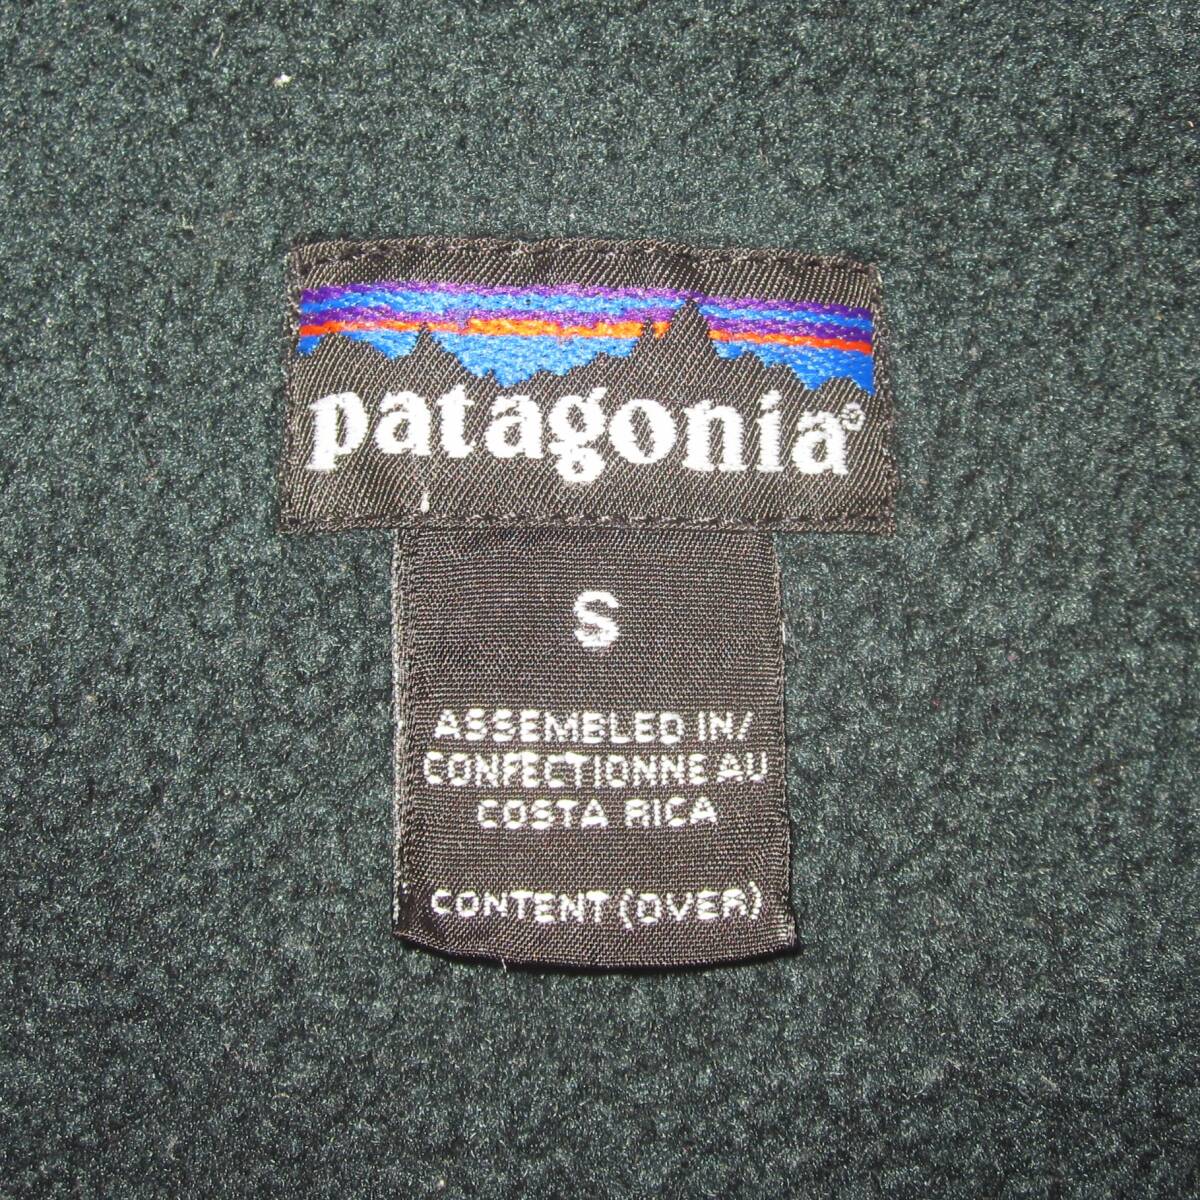 patagonia®
S
ASSEMBLED IN/
CONFECTIONNE AU
COSTA RICA
CONTENT (OVER)